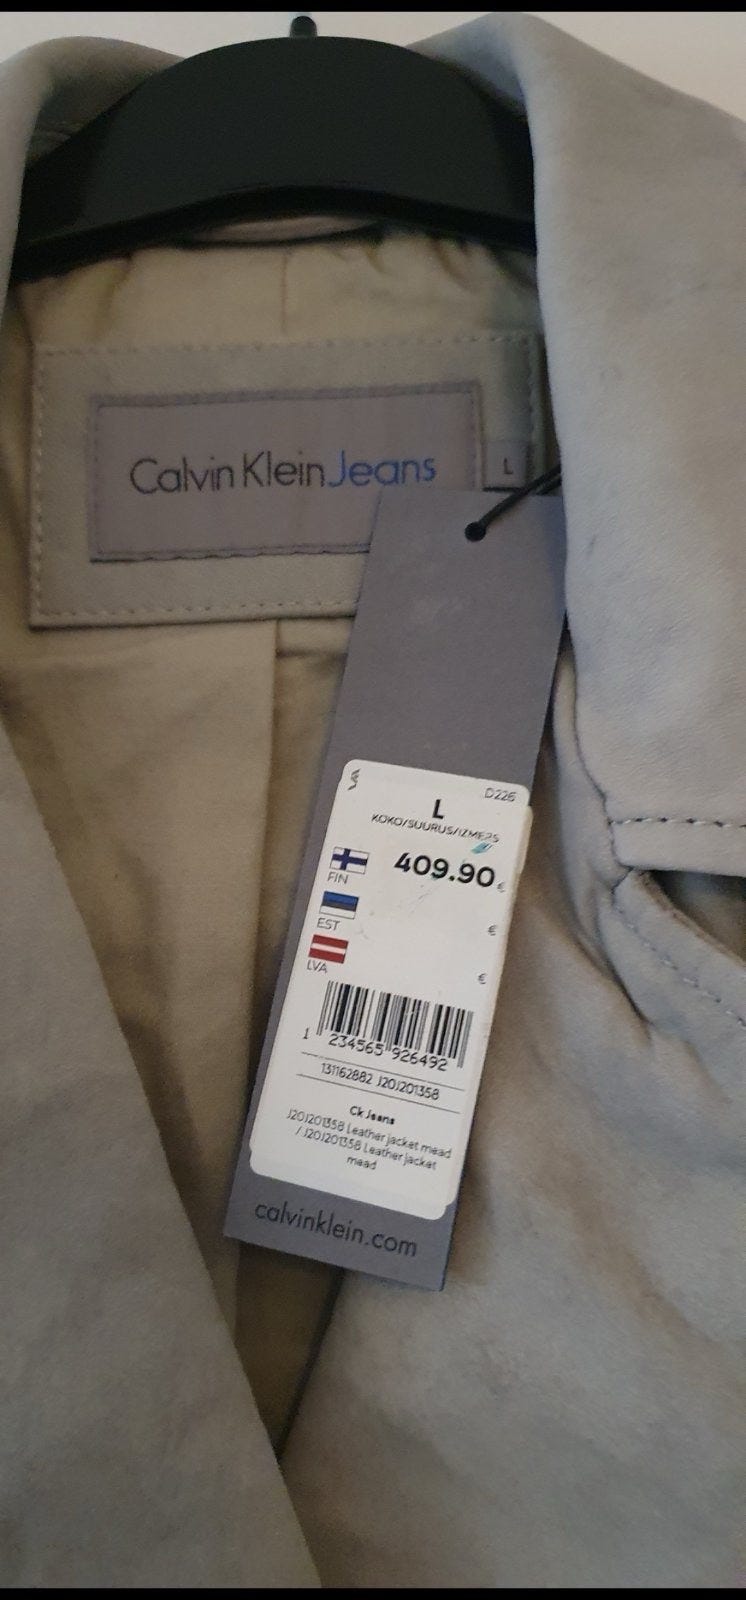 Calvin Klein Jeans
L
D226
L
KOKO/SUURUS/IZMERS
FIN
409.90 €
EST
€
LVA
€
1 234565 926492
131162882 J20J201358
Ck Jeans
J20J201358 Leather jacket mead
/ J20J201358 Leather jacket
mead
calvinklein.com